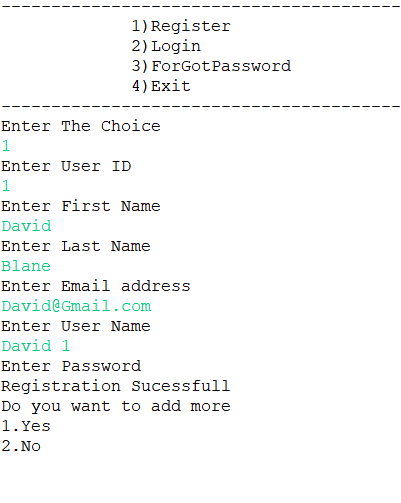 ----------------------------------------
1)Register
2)Login
3)ForGotPassword
4)Exit
----------------------------------------
Enter The Choice
1
Enter User ID
1
Enter First Name
David
Enter Last Name
Blane
Enter Email address
David@Gmail.com
Enter User Name
David 1
Enter Password
Registration Sucessfull
Do you want to add more
1.Yes
2.No